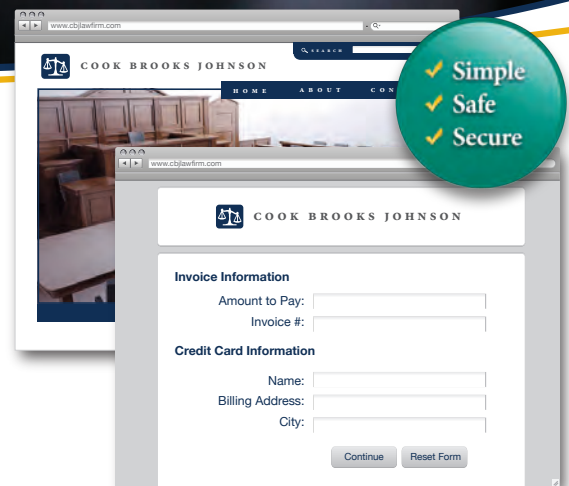 www.cbjlawfirm.com
Q
SEARCH
COOK BROOKS JOHNSON
HOME ABOUT
Simple
Safe
Secure
www.cbjlawfirm.com
COOK BROOKS JOHNSON
Invoice Information
Amount to Pay:
Invoice #:
Credit Card Information
Name:
Billing Address:
City:
Continue Reset Form